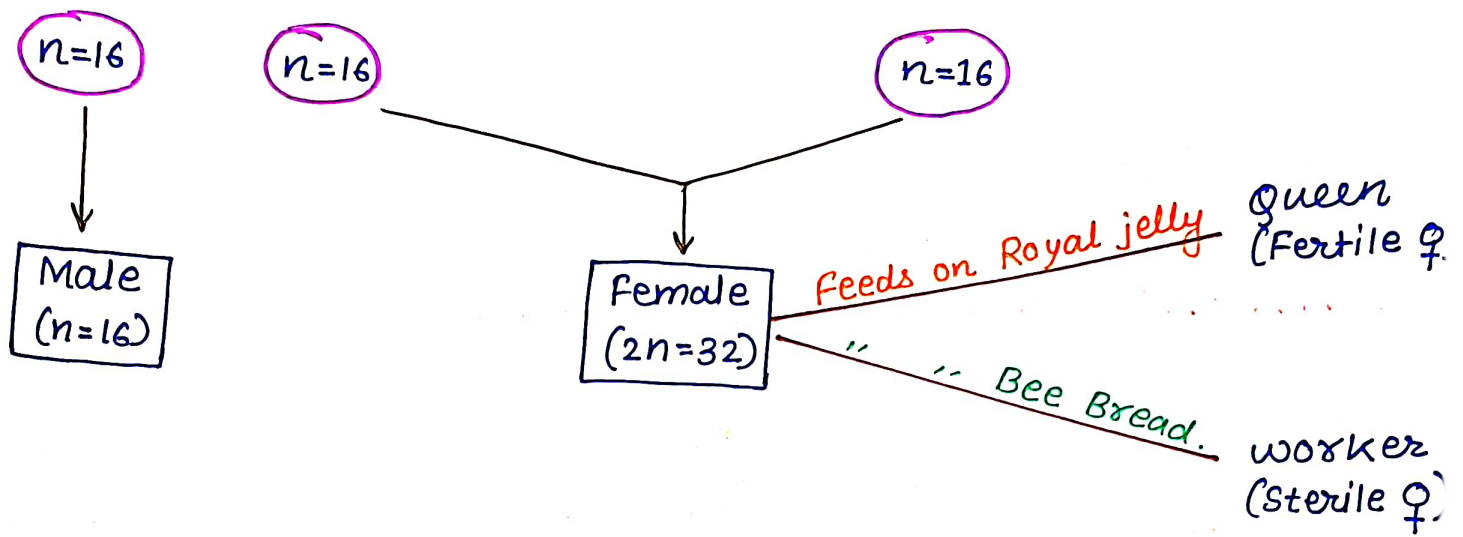 n=16
n=16
n=16
Male
(n=16)
Female
(2n=32)
Feeds on Royal jelly
Queen
(Fertile ♀
〃 〃 Bee Bread.
worker
(Sterile ♀)